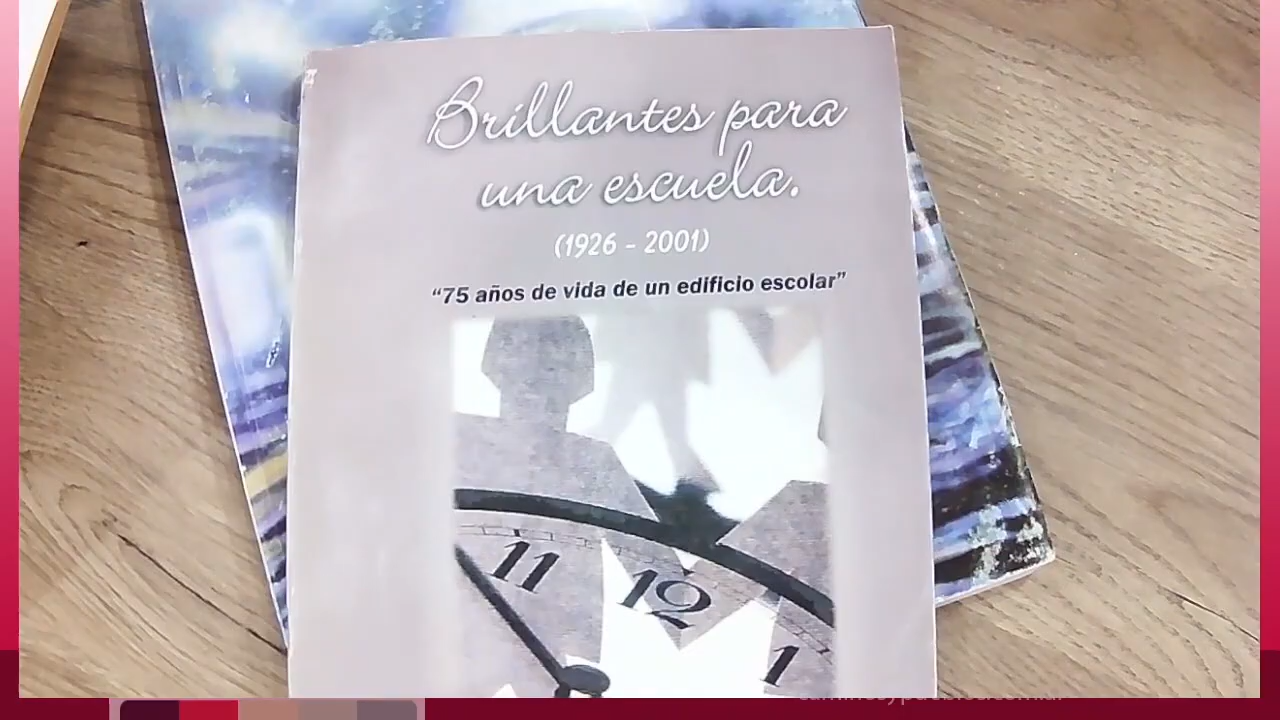 Brillantes para
una escuela.
(1926 - 2001)
“75 años de vida de un edificio escolar”
11
12
1